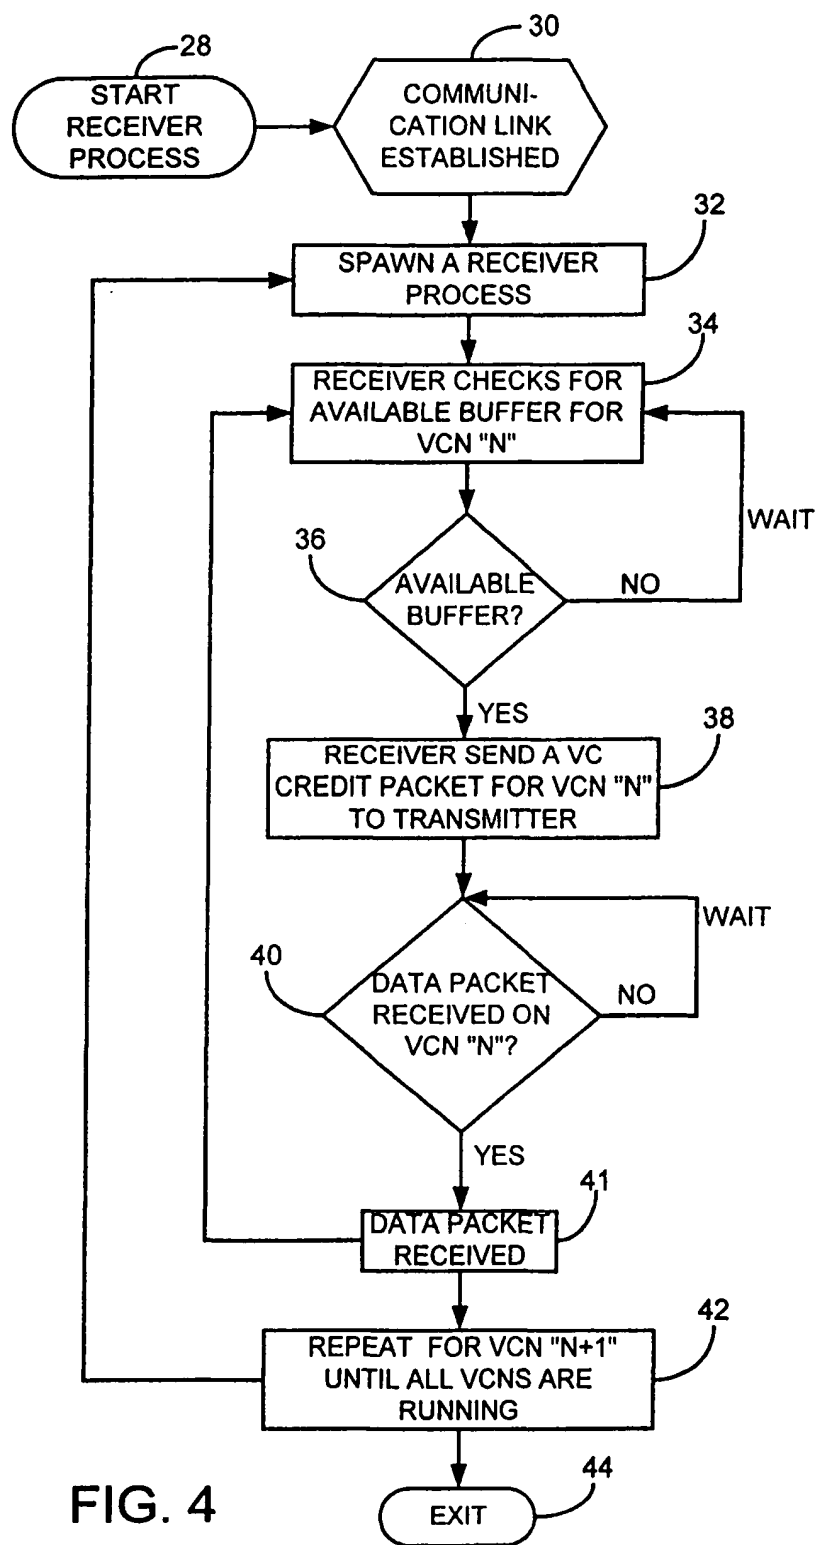 28
START
RECEIVER
PROCESS
30
COMMUNI-
CATION LINK
ESTABLISHED
32
SPAWN A RECEIVER
PROCESS
34
RECEIVER CHECKS FOR
AVAILABLE BUFFER FOR
VCN "N"
WAIT
36
AVAILABLE
BUFFER?
NO
YES
38
RECEIVER SEND A VC
CREDIT PACKET FOR VCN "N"
TO TRANSMITTER
WAIT
40
DATA PACKET
RECEIVED ON
VCN "N"?
NO
YES
41
DATA PACKET
RECEIVED
42
REPEAT FOR VCN "N+1"
UNTIL ALL VCNS ARE
RUNNING
44
EXIT
FIG. 4